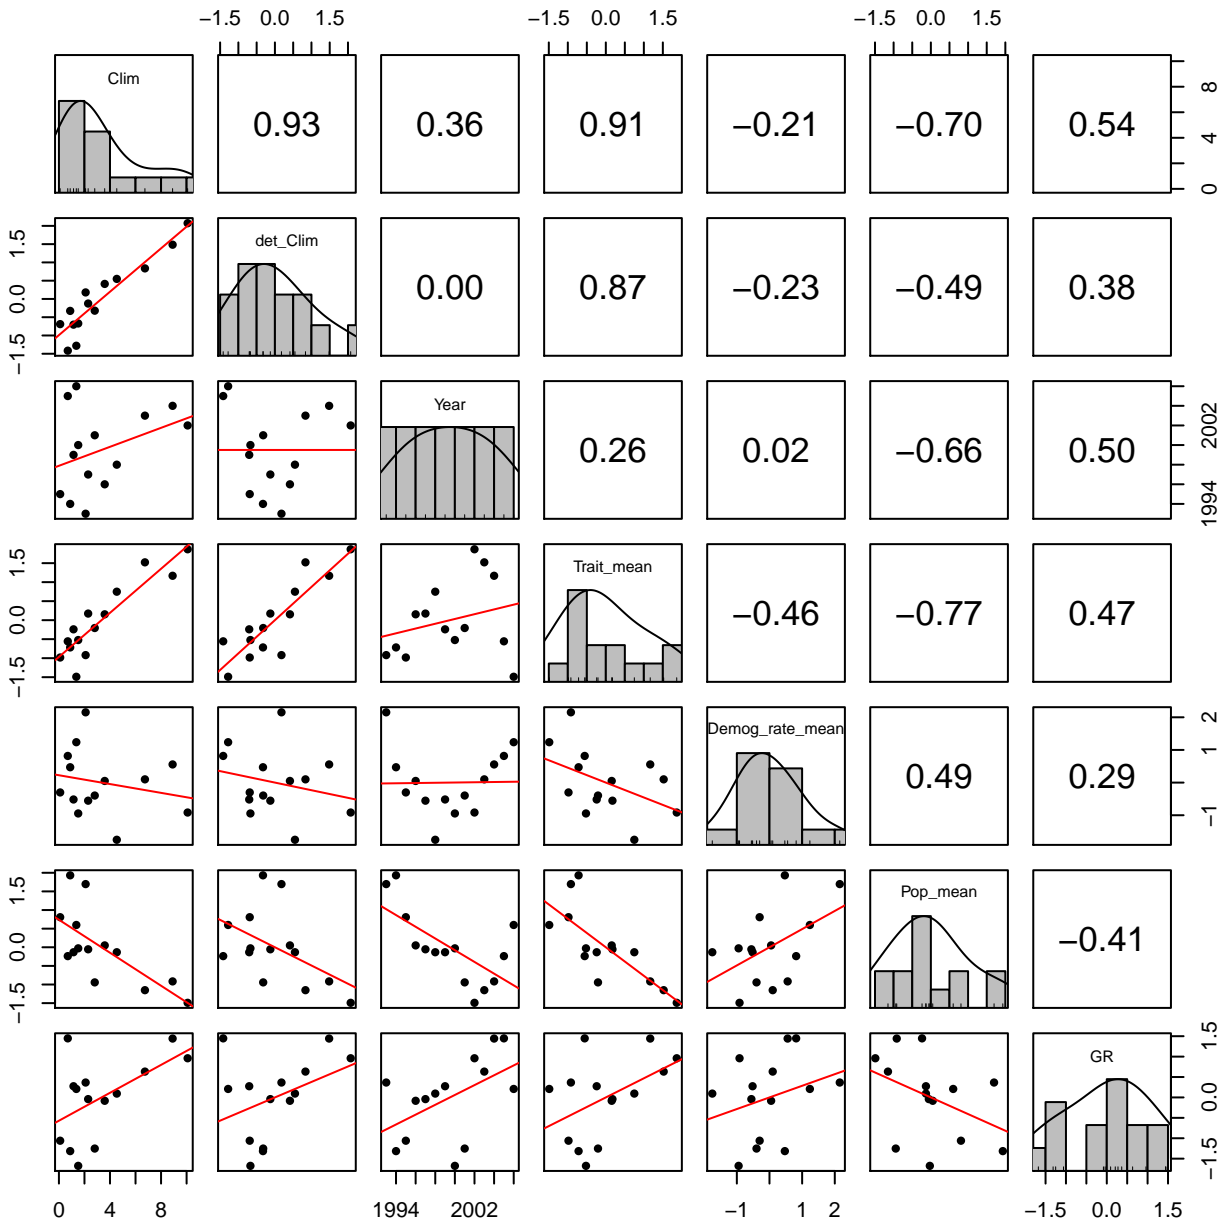 −1.5 0.0 1.5 −1.5 0.0 1.5 −1.5 0.0 1.5
Clim 0.93 0.36 0.91 −0.21 −0.70 0.54 0 4 8
−1.5 0.0 1.5 det_Clim 0.00 0.87 −0.23 −0.49 0.38
Year 0.26 0.02 −0.66 0.50 1994 2002
−1.5 0.0 1.5 Trait_mean −0.46 −0.77 0.47
Demog_rate_mean 0.49 0.29 −1 1 2
−1.5 0.0 1.5 Pop_mean −0.41
GR −1.5 0.0 1.5
0 4 8 1994 2002 −1 1 2 −1.5 0.0 1.5